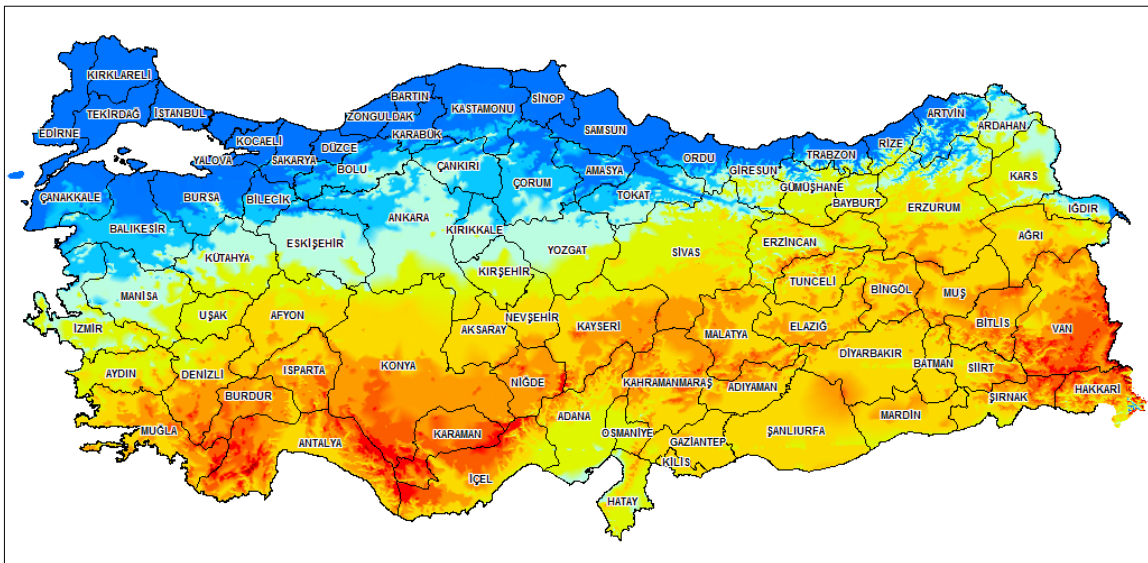 KIRKLARELİ
TEKİRDAĞ
İSTANBUL
EDİRNE
KOCAELİ
YALOVA
SAKARYA
DÜZCE
BOLU
ZONGULDAK
BARTIN
KARABÜK
KASTAMONU
SİNOP
SAMSUN
ÇANKIRI
ÇORUM
AMASYA
ORDU
TOKAT
GİRESUN
TRABZON
RİZE
ARTVİN
ARDAHAN
KARS
GÜMÜŞHANE
BAYBURT
ERZURUM
IĞDIR
AĞRI
ÇANAKKALE
BURSA
BİLECİK
BALIKESİR
KÜTAHYA
ESKİŞEHİR
ANKARA
KIRIKKALE
YOZGAT
SİVAS
ERZİNCAN
TUNCELİ
BİNGÖL
MUŞ
BİTLİS
VAN
MANİSA
UŞAK
AFYON
KIRŞEHİR
NEVŞEHİR
AKSARAY
KAYSERİ
MALATYA
ELAZIĞ
DİYARBAKIR
BATMAN
SİİRT
ŞIRNAK
HAKKARİ
İZMİR
AYDIN
DENİZLİ
ISPARTA
BURDUR
KONYA
NİĞDE
KAHRAMANMARAŞ
ADIYAMAN
MARDİN
ŞANLIURFA
MUĞLA
ANTALYA
KARAMAN
İÇEL
ADANA
OSMANİYE
GAZİANTEP
KİLİS
HATAY